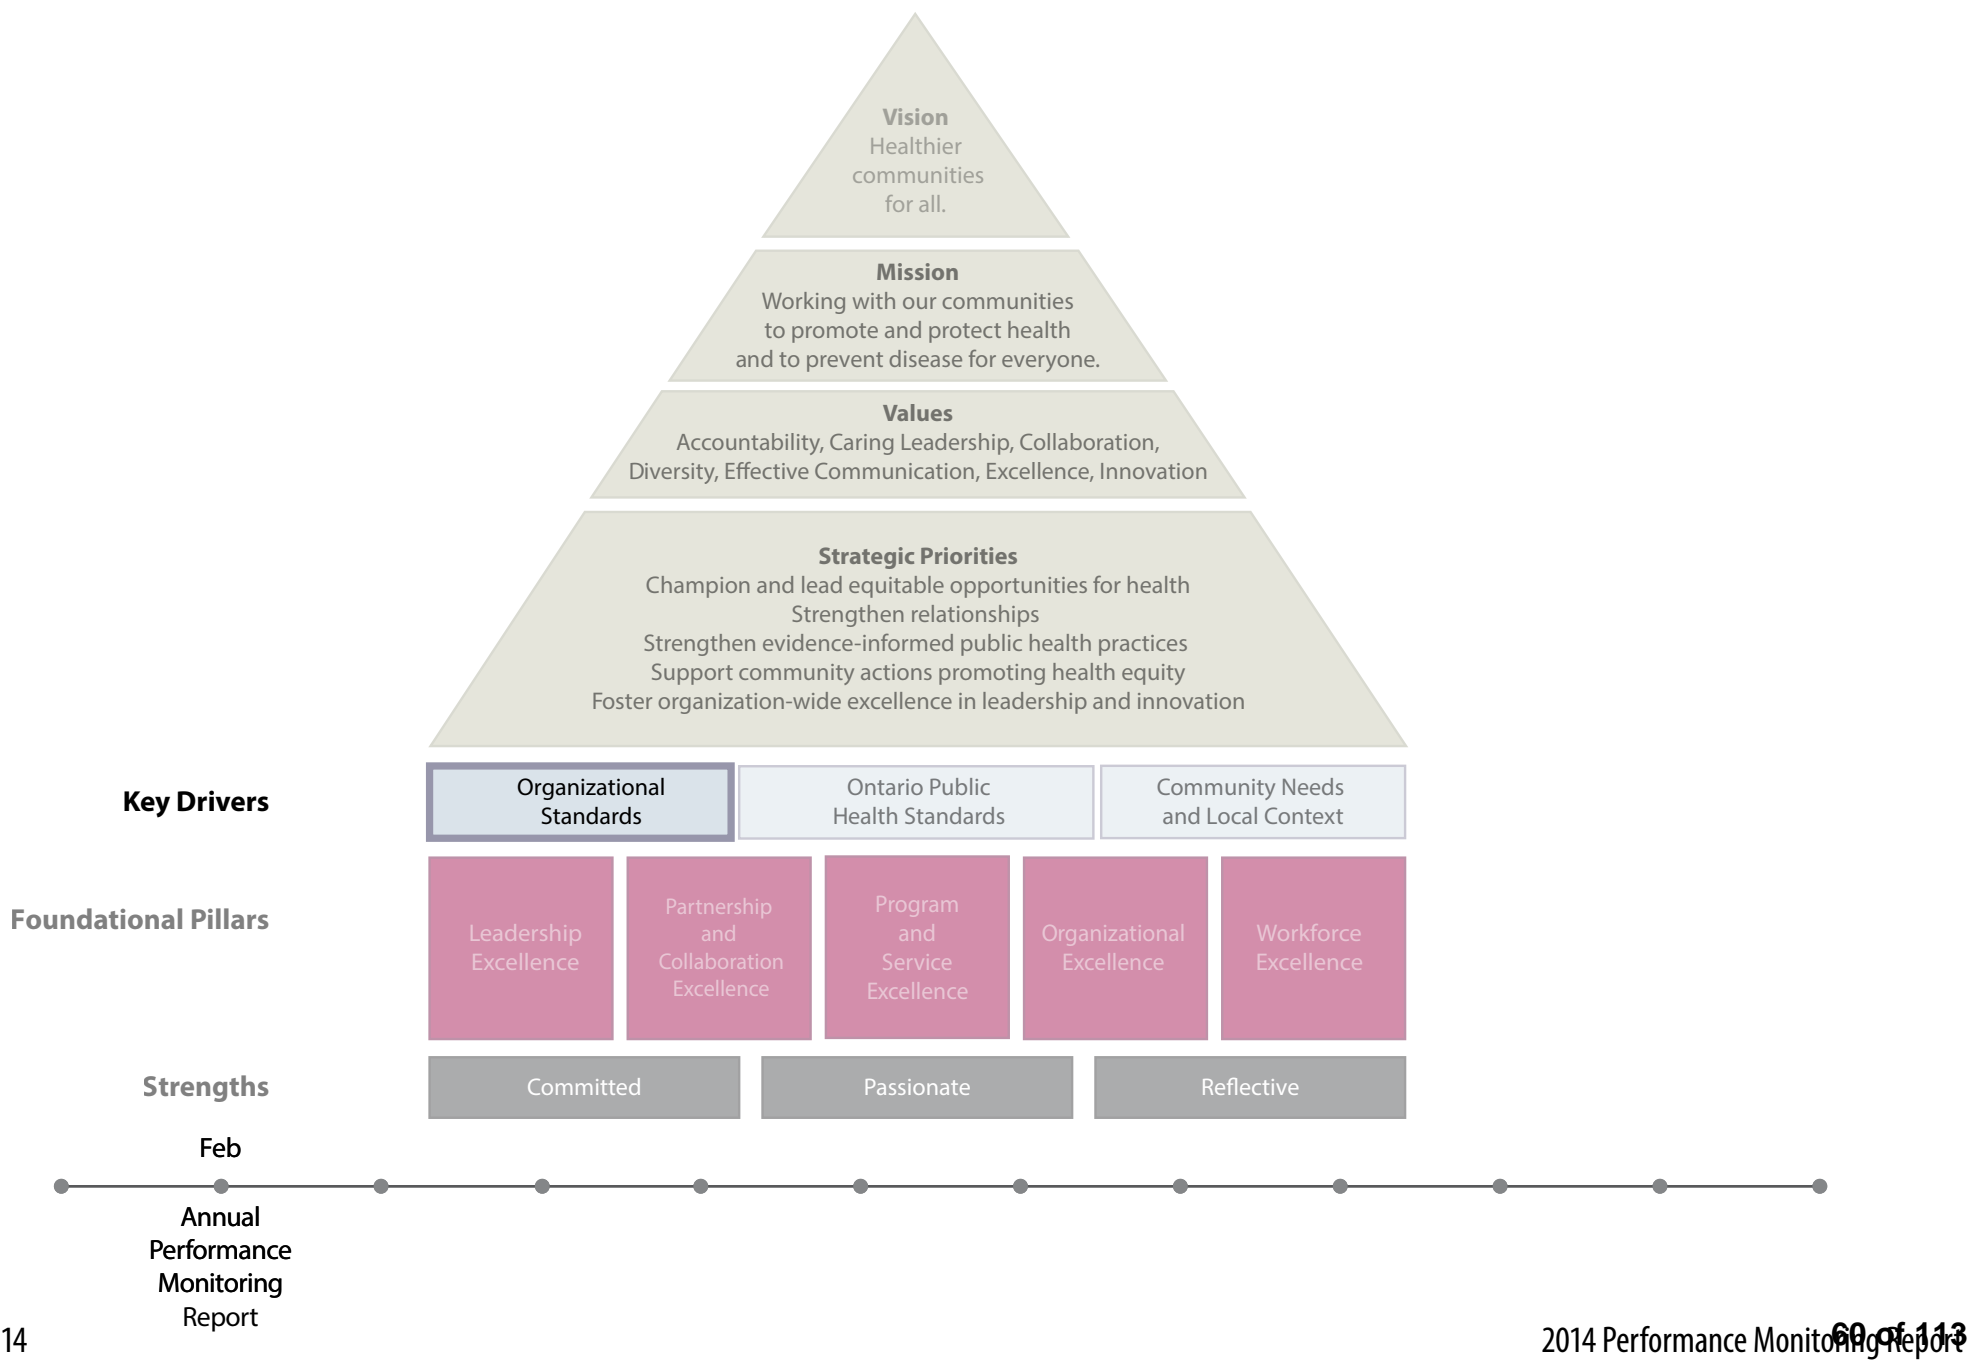 Vision
Healthier
communities
for all.
Mission
Working with our communities
to promote and protect health
and to prevent disease for everyone.
Values
Accountability, Caring Leadership, Collaboration,
Diversity, Effective Communication, Excellence, Innovation
Strategic Priorities
Champion and lead equitable opportunities for health
Strengthen relationships
Strengthen evidence-informed public health practices
Support community actions promoting health equity
Foster organization-wide excellence in leadership and innovation
Key Drivers
Organizational
Standards
Ontario Public
Health Standards
Community Needs
and Local Context
Foundational Pillars
Leadership
Excellence
Partnership
and
Collaboration
Excellence
Program
and
Service
Excellence
Organizational
Excellence
Workforce
Excellence
Strengths
Committed
Passionate
Reflective
Feb
Annual
Performance
Monitoring
Report
14
2014 Performance Monitoring Report
60 of 113